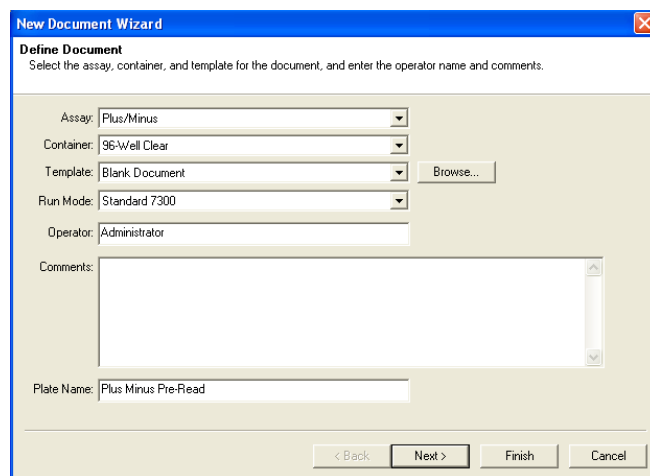 New Document Wizard
Define Document
Select the assay, container, and template for the document, and enter the operator name and comments.
Assay: Plus/Minus
Container: 96-Well Clear
Template: Blank Document Browse...
Run Mode: Standard 7300
Operator: Administrator
Comments:
Plate Name: Plus Minus Pre-Read
< Back Next > Finish Cancel